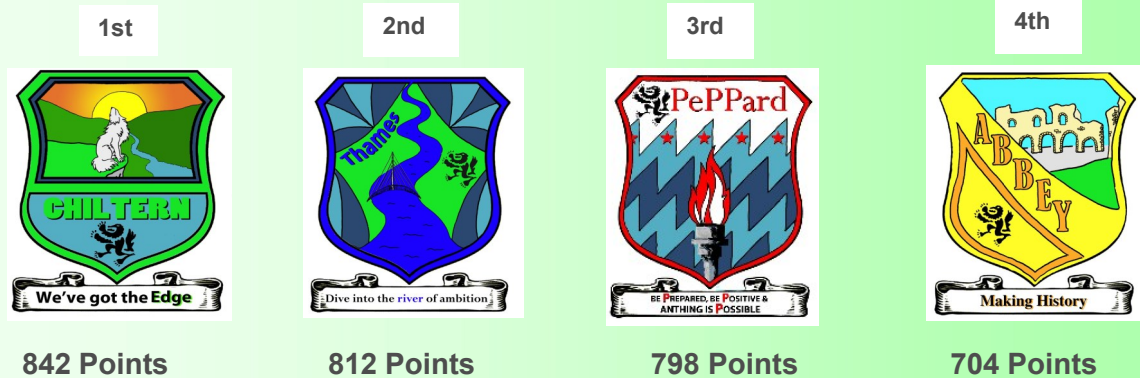 1st
2nd
3rd
4th
CHILTERN
We've got the Edge
Thames
Dive into the river of ambition
PePPard
BE PREPARED, BE POSITIVE &
ANTHING IS POSSIBLE
ABBEY
Making History
842 Points
812 Points
798 Points
704 Points